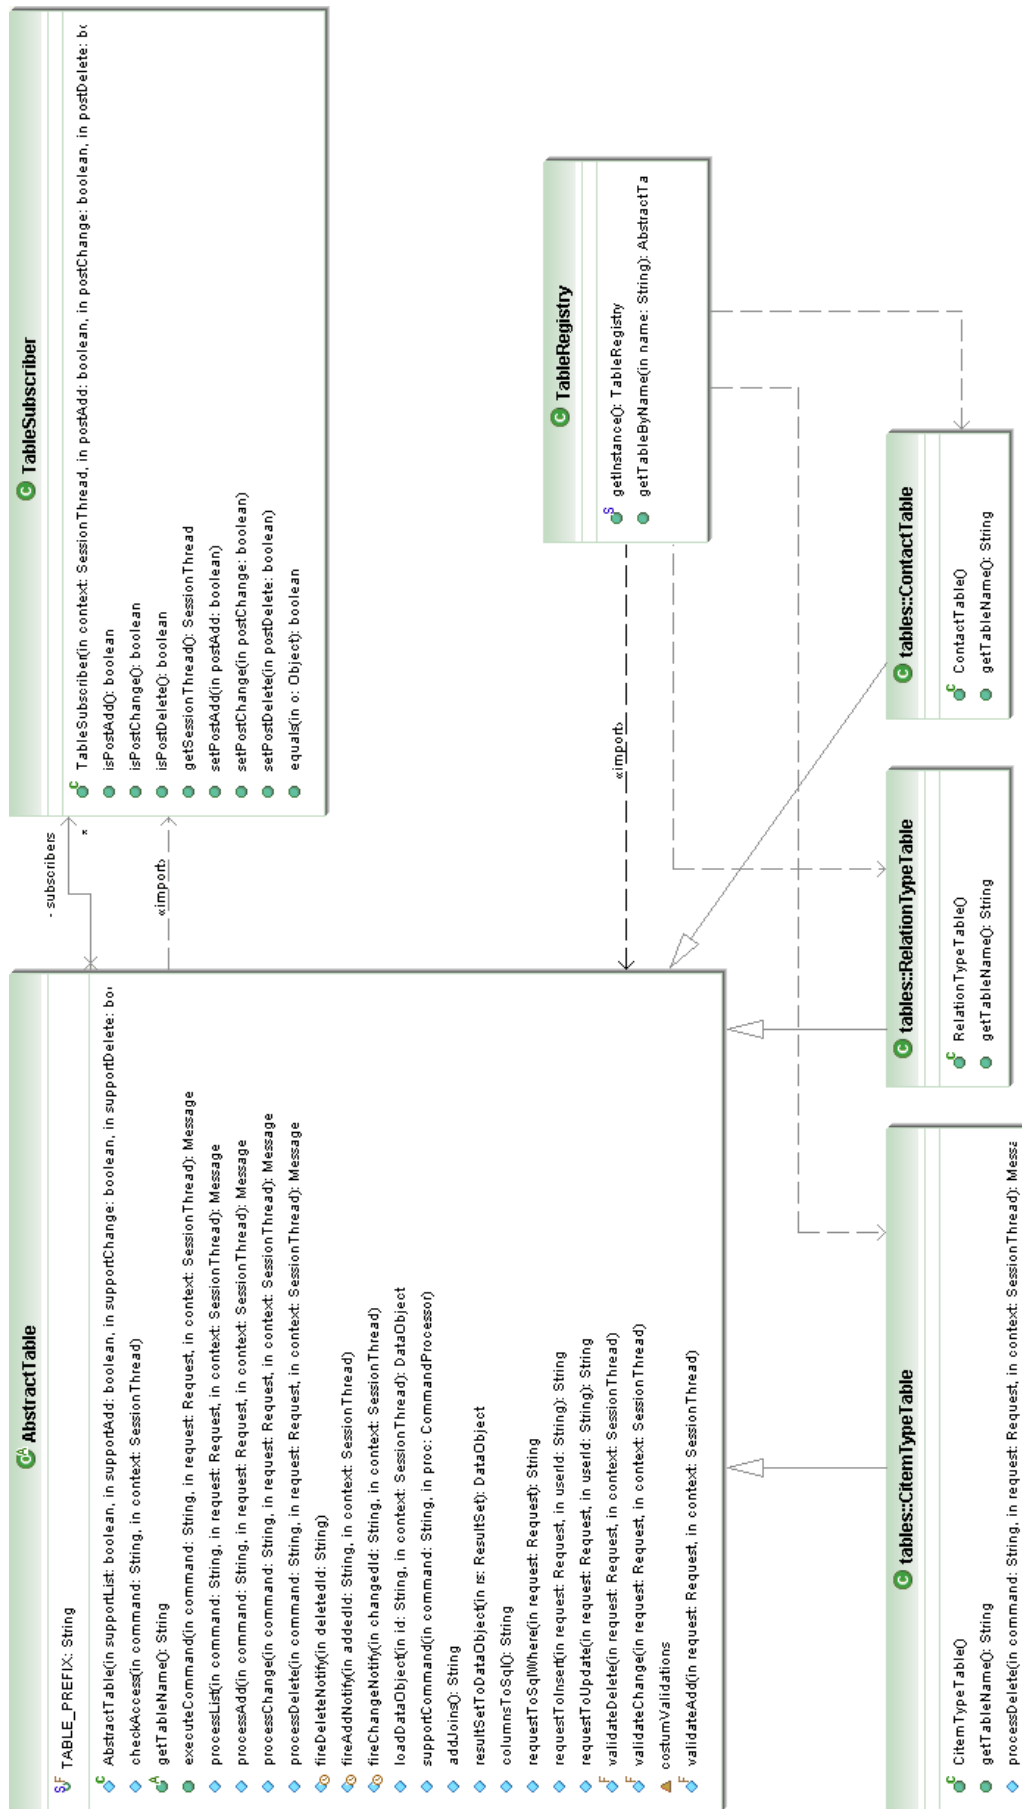 AbstractTable
TABLE_PREFIX: String
AbstractTable(in supportList: boolean, in supportAdd: boolean, in supportChange: boolean, in supportDelete: boo
checkAccess(in command: String, in context: SessionThread)
getTableName(): String
executeCommand(in command: String, in request: Request, in context: SessionThread): Message
processList(in command: String, in request: Request, in context: SessionThread): Message
processAdd(in command: String, in request: Request, in context: SessionThread): Message
processChange(in command: String, in request: Request, in context: SessionThread): Message
processDelete(in command: String, in request: Request, in context: SessionThread): Message
fireDeleteNotify(in deletedId: String)
fireAddNotify(in addedId: String, in context: SessionThread)
fireChangeNotify(in changedId: String, in context: SessionThread)
loadDataObject(in id: String, in context: SessionThread): DataObject
supportCommand(in command: String, in proc: CommandProcessor)
addJoins(): String
resultSetToDataObject(in rs: ResultSet): DataObject
columnsToSql(): String
requestToSqlWhere(in request: Request): String
requestToInsert(in request: Request, in userId: String): String
requestToUpdate(in request: Request, in userId: String): String
validateDelete(in request: Request, in context: SessionThread)
validateChange(in request: Request, in context: SessionThread)
costumValidations
validateAdd(in request: Request, in context: SessionThread)
- subscribers
*
«import»
TableSubscriber
TableSubscriber(in context: SessionThread, in postAdd: boolean, in postChange: boolean, in postDelete: bo
isPostAdd(): boolean
isPostChange(): boolean
isPostDelete(): boolean
getSessionThread(): SessionThread
setPostAdd(in postAdd: boolean)
setPostChange(in postChange: boolean)
setPostDelete(in postDelete: boolean)
equals(in o: Object): boolean
TableRegistry
getInstance(): TableRegistry
getTableByName(in name: String): AbstractTa
«import»
tables::CitemTypeTable
CitemTypeTable()
getTableName(): String
processDelete(in command: String, in request: Request, in context: SessionThread): Messa
tables::RelationTypeTable
RelationTypeTable()
getTableName(): String
tables::ContactTable
ContactTable()
getTableName(): String